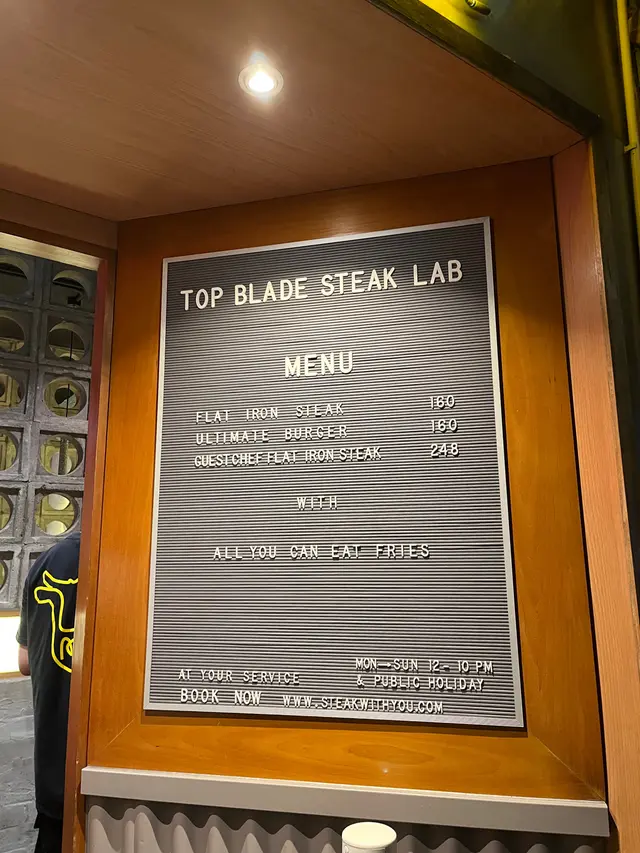 TOP BLADE STEAK LAB
MENU
FLAT IRON STEAK 160
ULTIMATE BURGER 160
GUESTCHEF FLAT IRON STEAK 248
WITH
ALL YOU CAN EAT FRIES
AT YOUR SERVICE
BOOK NOW WWW.STEAKWITHYOU.COM
MON-SUN 12-10 PM
& PUBLIC HOLIDAY